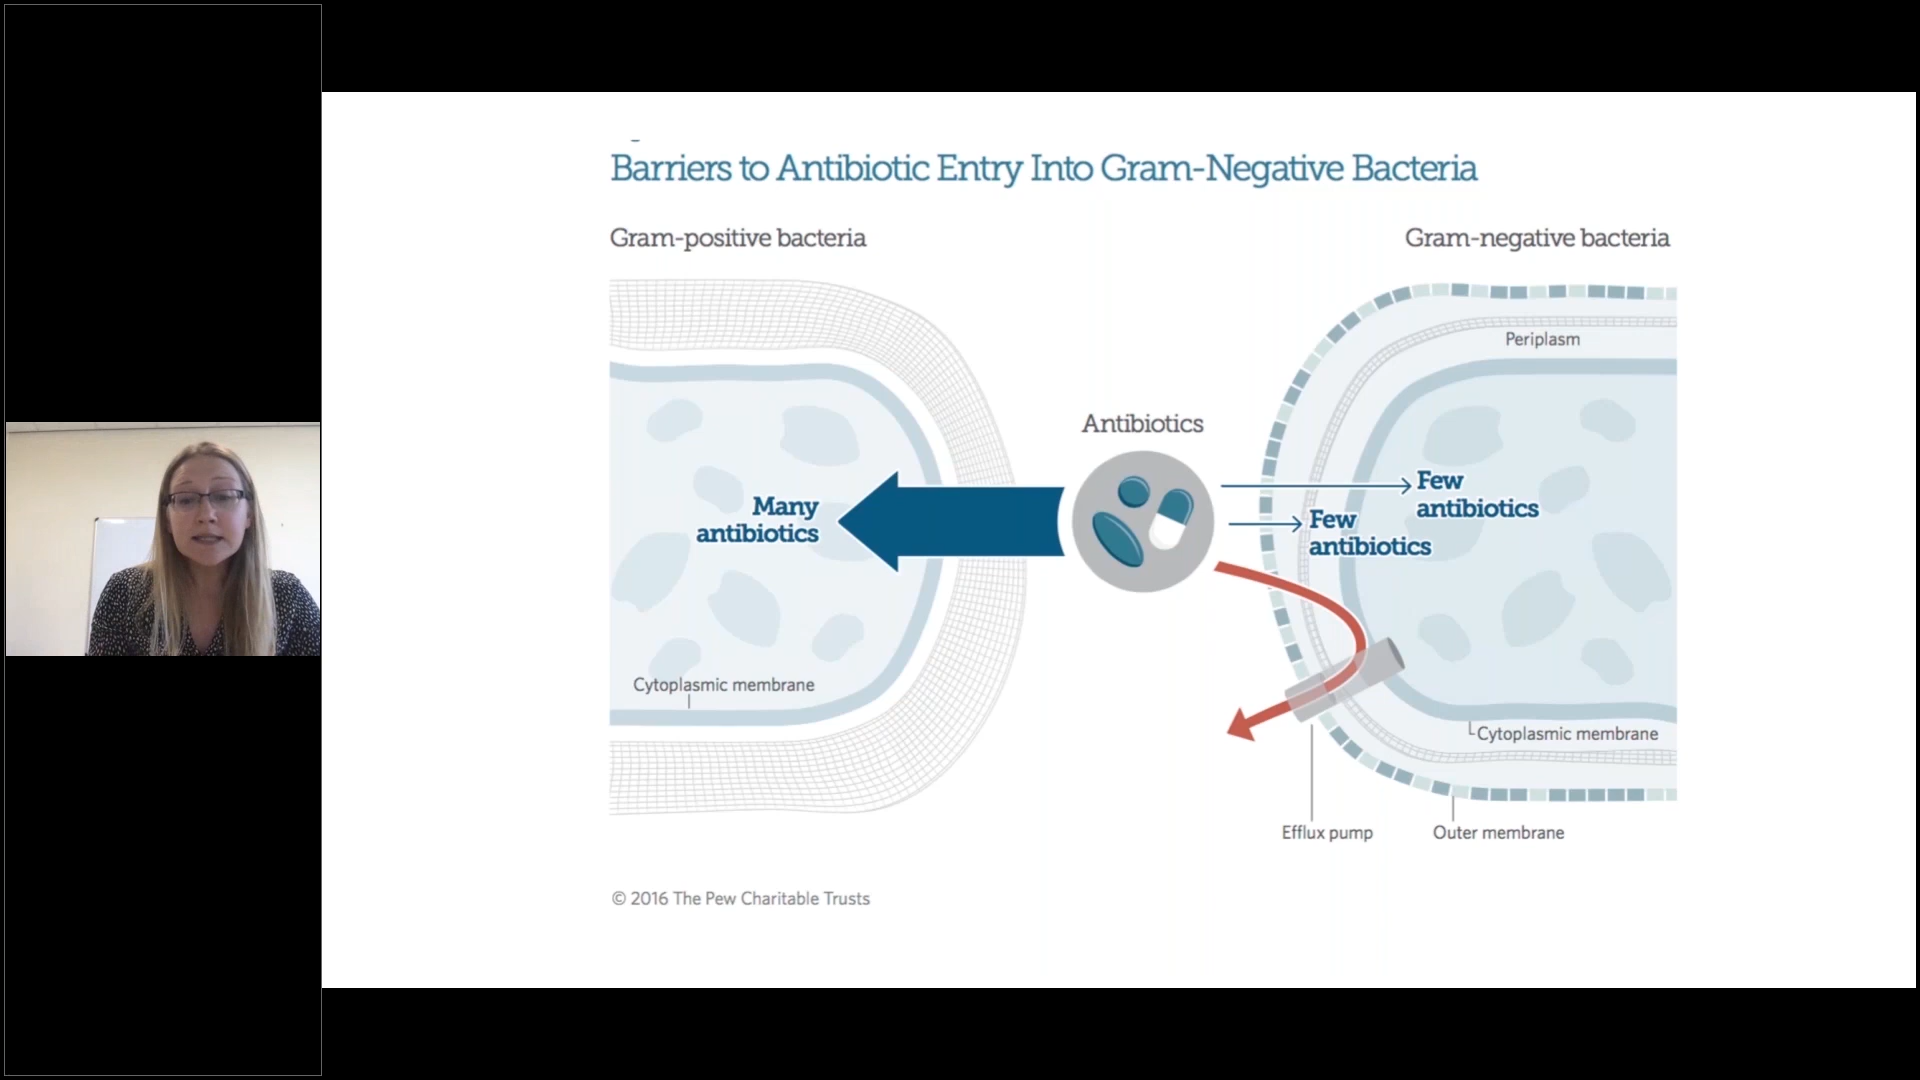 Barriers to Antibiotic Entry Into Gram-Negative Bacteria
Gram-positive bacteria
Gram-negative bacteria
Periplasm
Antibiotics
Many
antibiotics
Few
antibiotics
Few
antibiotics
Cytoplasmic membrane
Cytoplasmic membrane
Efflux pump
Outer membrane
© 2016 The Pew Charitable Trusts